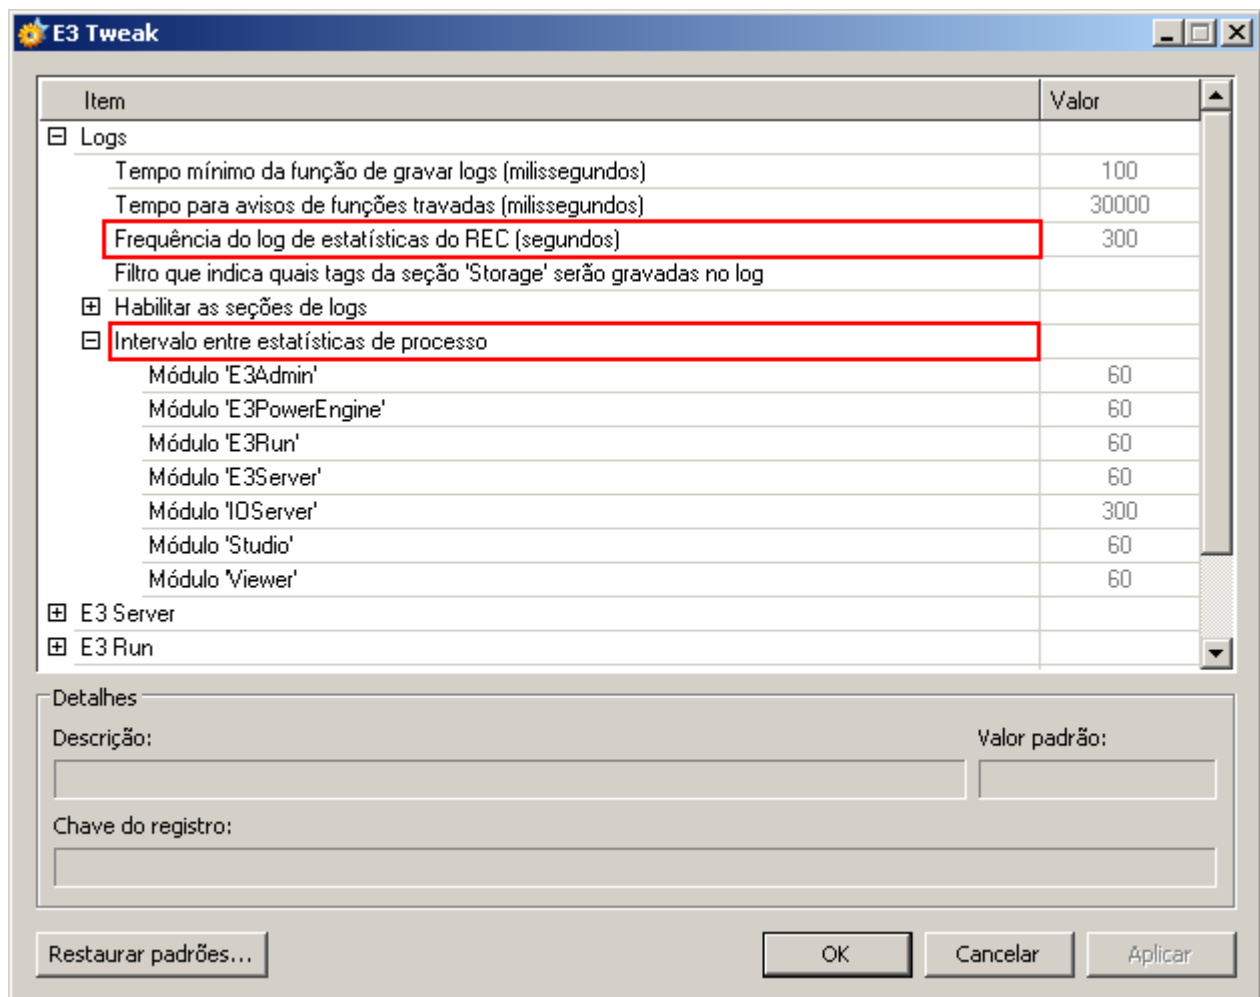 E3 Tweak
Item Valor
Logs
Tempo mínimo da função de gravar logs (milissegundos) 100
Tempo para avisos de funções travadas (milissegundos) 30000
Frequência do log de estatísticas do REC (segundos) 300
Filtro que indica quais tags da seção 'Storage' serão gravadas no log
Habilitar as seções de logs
Intervalo entre estatísticas de processo
Módulo 'E3Admin' 60
Módulo 'E3PowerEngine' 60
Módulo 'E3Run' 60
Módulo 'E3Server' 60
Módulo 'IOServer' 300
Módulo 'Studio' 60
Módulo 'Viewer' 60
E3 Server
E3 Run
Detalhes
Descrição: Valor padrão:
Chave do registro:
Restaurar padrões... OK Cancelar Aplicar